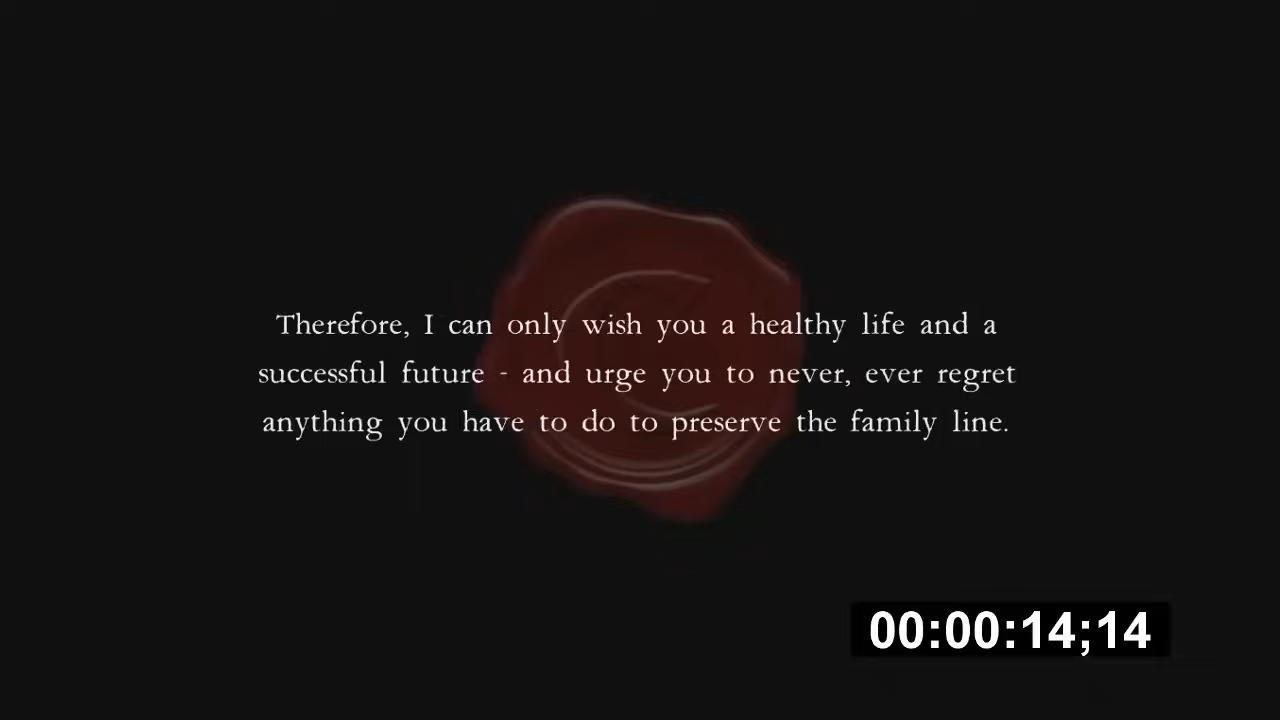 Therefore, I can only wish you a healthy life and a
successful future - and urge you to never, ever regret
anything you have to do to preserve the family line.
00:00:14;14